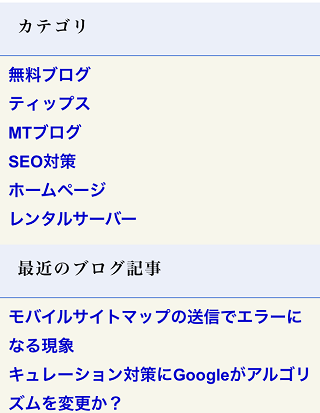 カテゴリ
無料ブログ
ティップス
MTブログ
SEO対策
ホームページ
レンタルサーバー
最近のブログ記事
モバイルサイトマップの送信でエラーに
なる現象
キュレーション対策にGoogleがアルゴリ
ズムを変更か？